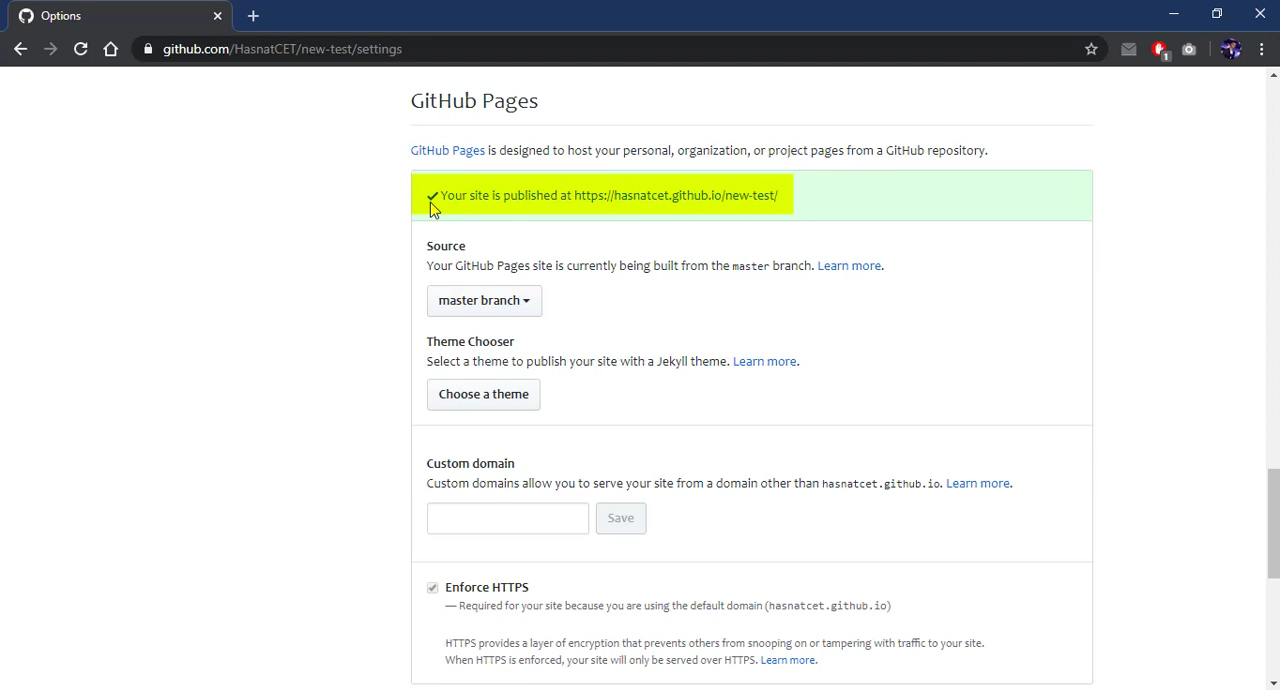 Options
github.com/HasnatCET/new-test/settings
1
GitHub Pages
GitHub Pages is designed to host your personal, organization, or project pages from a GitHub repository.
Your site is published at https://hasnatcet.github.io/new-test/
Source
Your GitHub Pages site is currently being built from the master branch. Learn more.
master branch
Theme Chooser
Select a theme to publish your site with a Jekyll theme. Learn more.
Choose a theme
Custom domain
Custom domains allow you to serve your site from a domain other than hasnatcet.github.io. Learn more.
Save
Enforce HTTPS
— Required for your site because you are using the default domain (hasnatcet.github.io)
HTTPS provides a layer of encryption that prevents others from snooping on or tampering with traffic to your site.
When HTTPS is enforced, your site will only be served over HTTPS. Learn more.